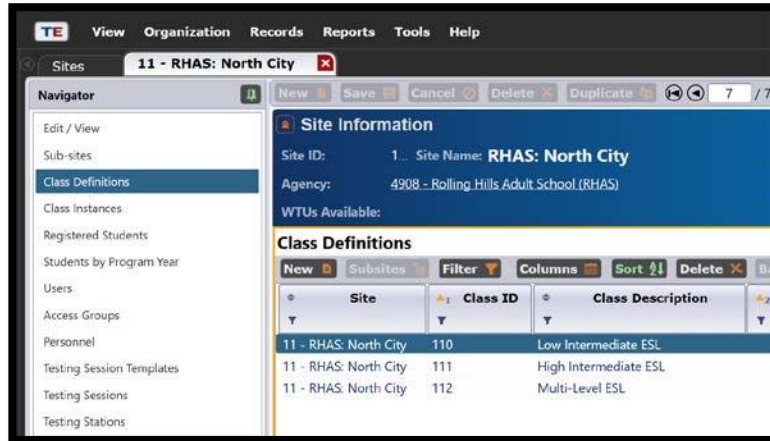 TE View Organization Records Reports Tools Help
Sites 11 - RHAS: North City
Navigator
New Save Cancel Delete Duplicate 7 / 7
Edit / View
Sub-sites
Class Definitions
Class Instances
Registered Students
Students by Program Year
Users
Access Groups
Personnel
Testing Session Templates
Testing Sessions
Testing Stations
Site Information
Site ID: 1... Site Name: RHAS: North City
Agency: 4908 - Rolling Hills Adult School (RHAS)
WTUs Available:
Class Definitions
New Subsites Filter Columns Sort Delete
Site 1 Class ID Class Description 2
11 - RHAS: North City 110 Low Intermediate ESL
11 - RHAS: North City 111 High Intermediate ESL
11 - RHAS: North City 112 Multi-Level ESL